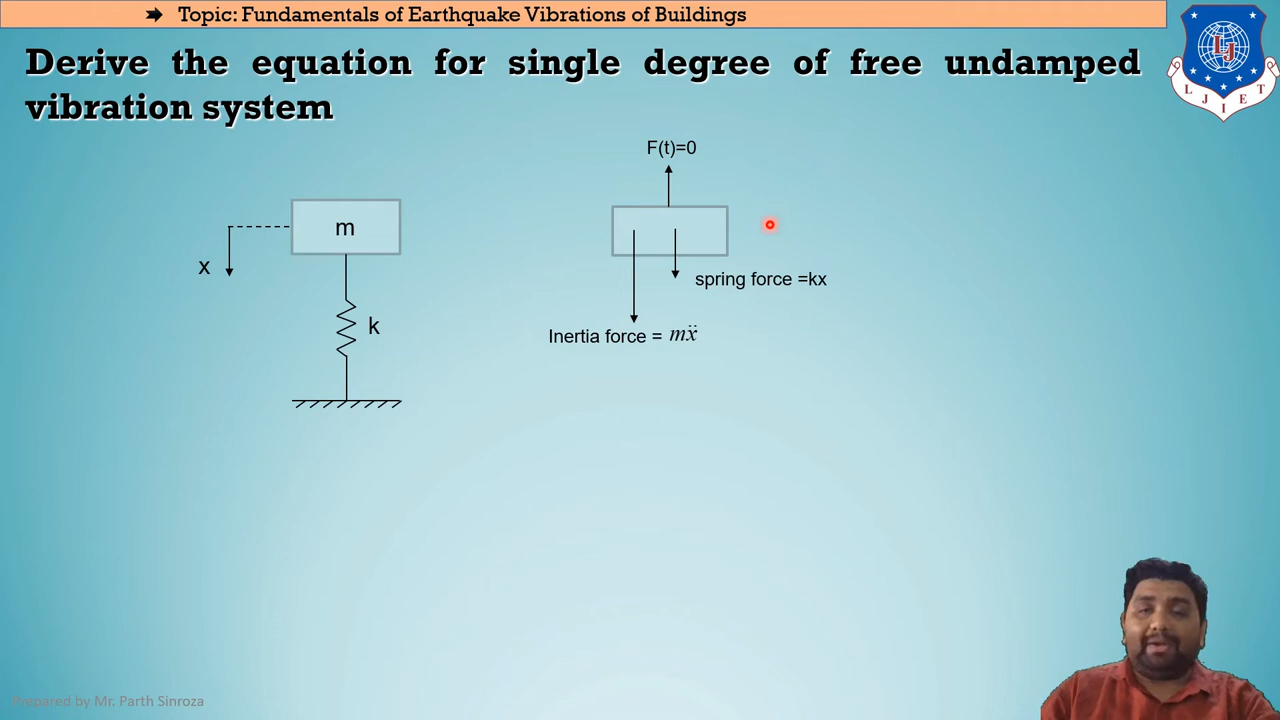 Topic: Fundamentals of Earthquake Vibrations of Buildings
Derive the equation for single degree of free undamped
vibration system
LJ
L J I E T
F(t)=0
m
x
spring force =kx
k
Inertia force = mẍ
Prepared by Mr. Parth Sinroza